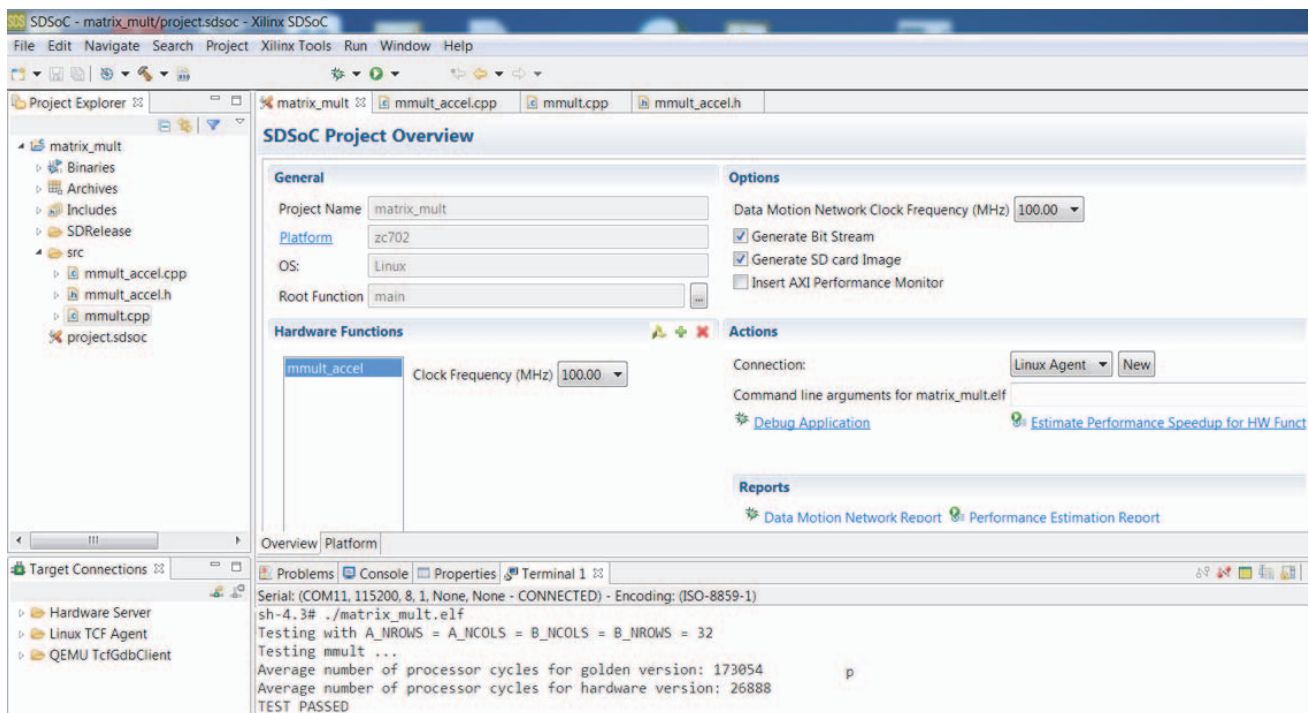 SDSoC - matrix_mult/project.sdsoc - Xilinx SDSoC
File Edit Navigate Search Project Xilinx Tools Run Window Help
Project Explorer
matrix_mult
Binaries
Archives
Includes
SDRelease
src
mmult_accel.cpp
mmult_accel.h
mmult.cpp
project.sdsoc
matrix_mult mmult_accel.cpp mmult.cpp mmult_accel.h
SDSoC Project Overview
General
Project Name matrix_mult
Platform zc702
OS: Linux
Root Function main ...
Options
Data Motion Network Clock Frequency (MHz) 100.00
Generate Bit Stream
Generate SD card Image
Insert AXI Performance Monitor
Hardware Functions
mmult_accel
Clock Frequency (MHz) 100.00
Actions
Connection: Linux Agent New
Command line arguments for matrix_mult.elf
Debug Application Estimate Performance Speedup for HW Funct
Reports
Data Motion Network Report Performance Estimation Report
Overview Platform
Target Connections
Hardware Server
Linux TCF Agent
QEMU TcfGdbClient
Problems Console Properties Terminal 1
Serial: (COM11, 115200, 8, 1, None, None - CONNECTED) - Encoding: (ISO-8859-1)
sh-4.3# ./matrix_mult.elf
Testing with A_NROWS = A_NCOLS = B_NCOLS = B_NROWS = 32
Testing mmult ...
Average number of processor cycles for golden version: 173054 p
Average number of processor cycles for hardware version: 26888
TEST PASSED